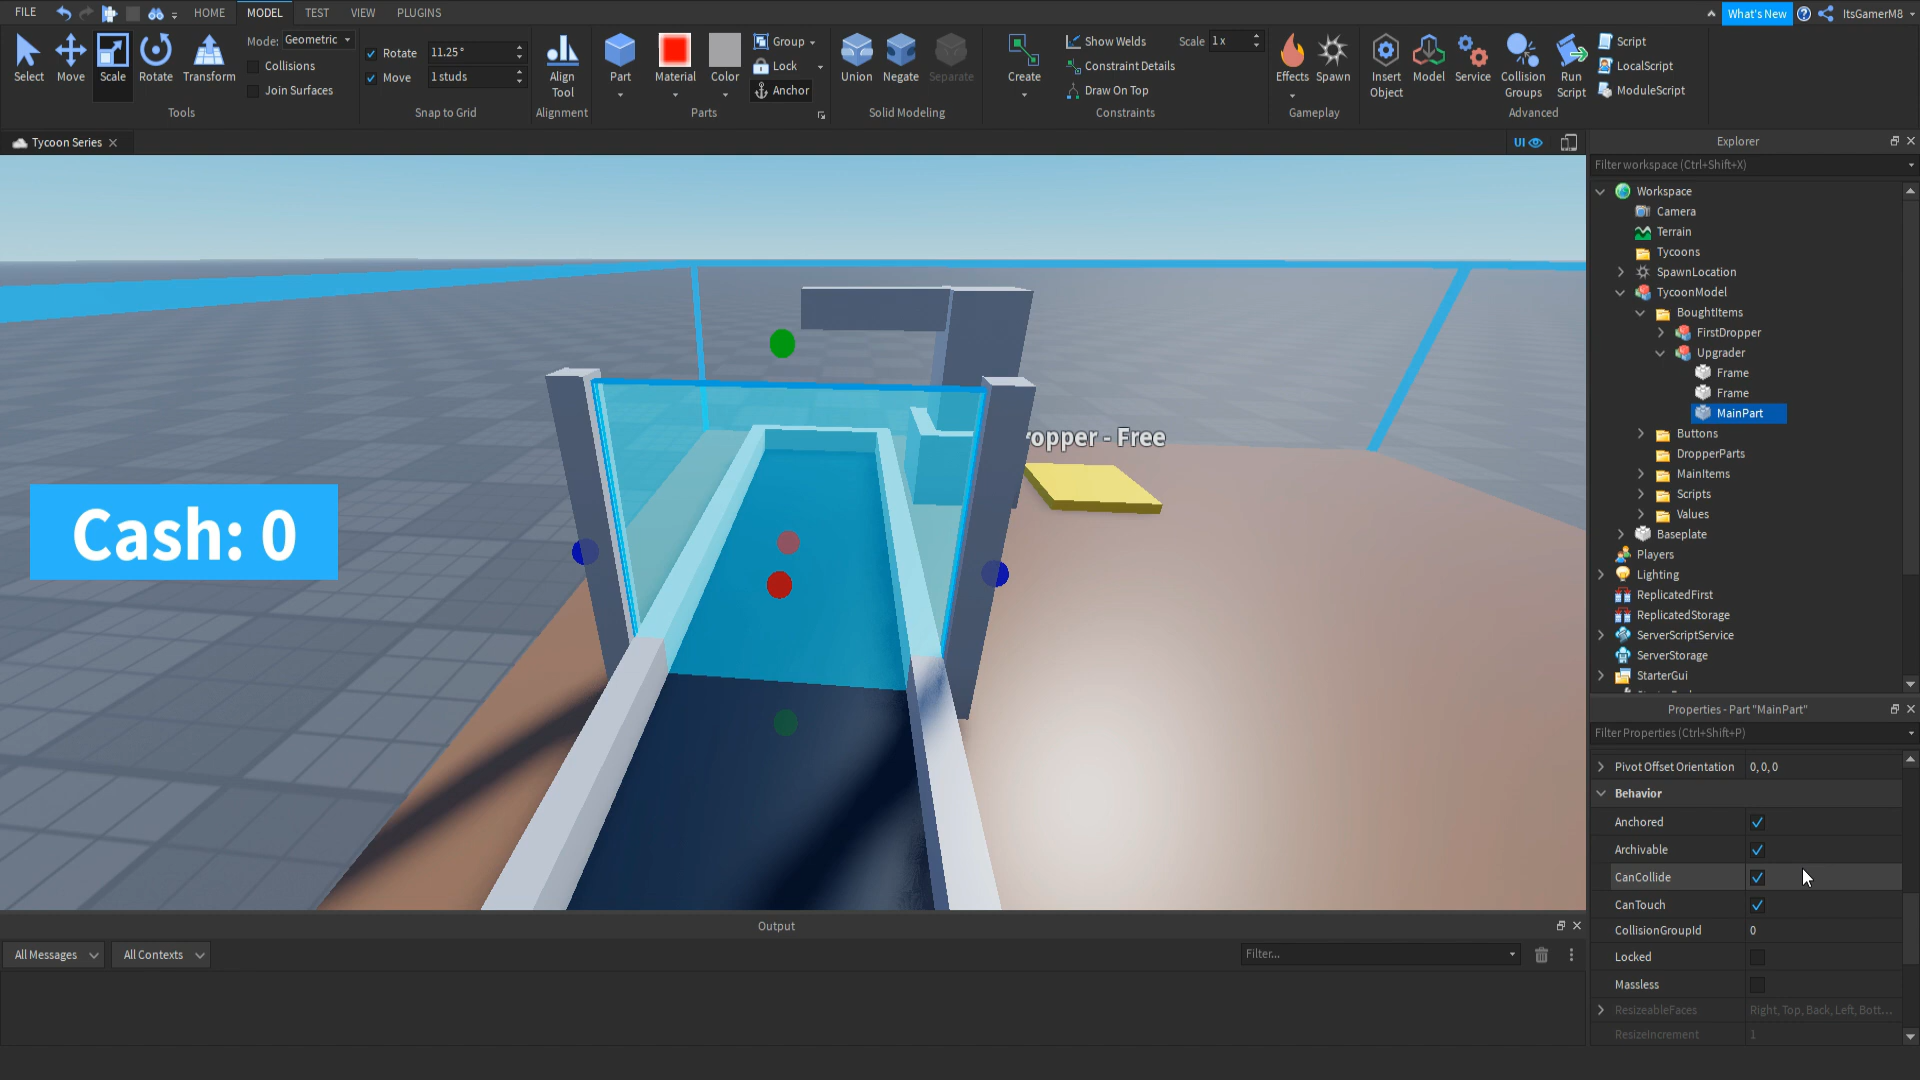 FILE
HOME
MODEL
TEST
VIEW
PLUGINS
What's New
ItsGamerM8
Select
Move
Scale
Rotate
Transform
Mode: Geometric
Collisions
Join Surfaces
Tools
Rotate 11.25°
Move 1 studs
Snap to Grid
Align Tool
Alignment
Part
Material
Color
Group
Lock
Anchor
Parts
Union
Negate
Separate
Solid Modeling
Create
Show Welds
Constraint Details
Draw On Top
Scale 1x
Constraints
Effects
Spawn
Gameplay
Insert Object
Model
Service
Collision Groups
Run Script
Script
LocalScript
ModuleScript
Advanced
Tycoon Series
UI
Cash: 0
ropper - Free
Explorer
Filter workspace (Ctrl+Shift+X)
Workspace
Camera
Terrain
Tycoons
SpawnLocation
TycoonModel
BoughtItems
FirstDropper
Upgrader
Frame
Frame
MainPart
Buttons
DropperParts
MainItems
Scripts
Values
Baseplate
Players
Lighting
ReplicatedFirst
ReplicatedStorage
ServerScriptService
ServerStorage
StarterGui
Properties - Part "MainPart"
Filter Properties (Ctrl+Shift+P)
Pivot Offset Orientation 0, 0, 0
Behavior
Anchored
Archivable
CanCollide
CanTouch
CollisionGroupId 0
Locked
Massless
ResizeableFaces Right, Top, Back, Left, Bott...
ResizeIncrement 1
Output
All Messages
All Contexts
Filter...